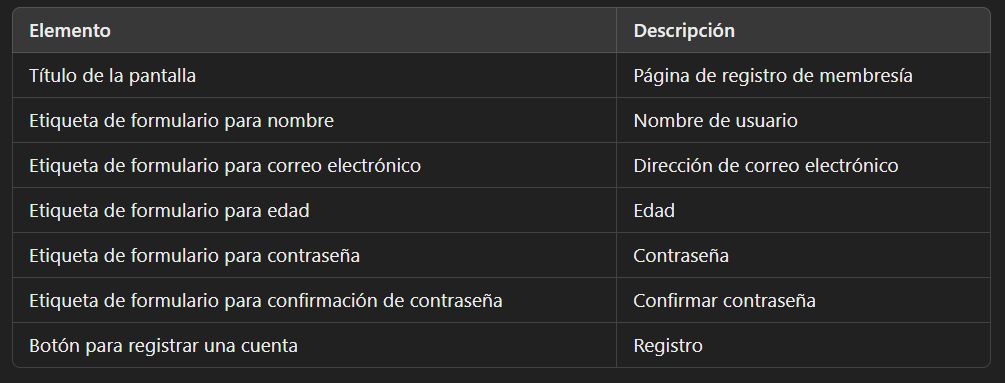 Elemento Descripción
Título de la pantalla Página de registro de membresía
Etiqueta de formulario para nombre Nombre de usuario
Etiqueta de formulario para correo electrónico Dirección de correo electrónico
Etiqueta de formulario para edad Edad
Etiqueta de formulario para contraseña Contraseña
Etiqueta de formulario para confirmación de contraseña Confirmar contraseña
Botón para registrar una cuenta Registro